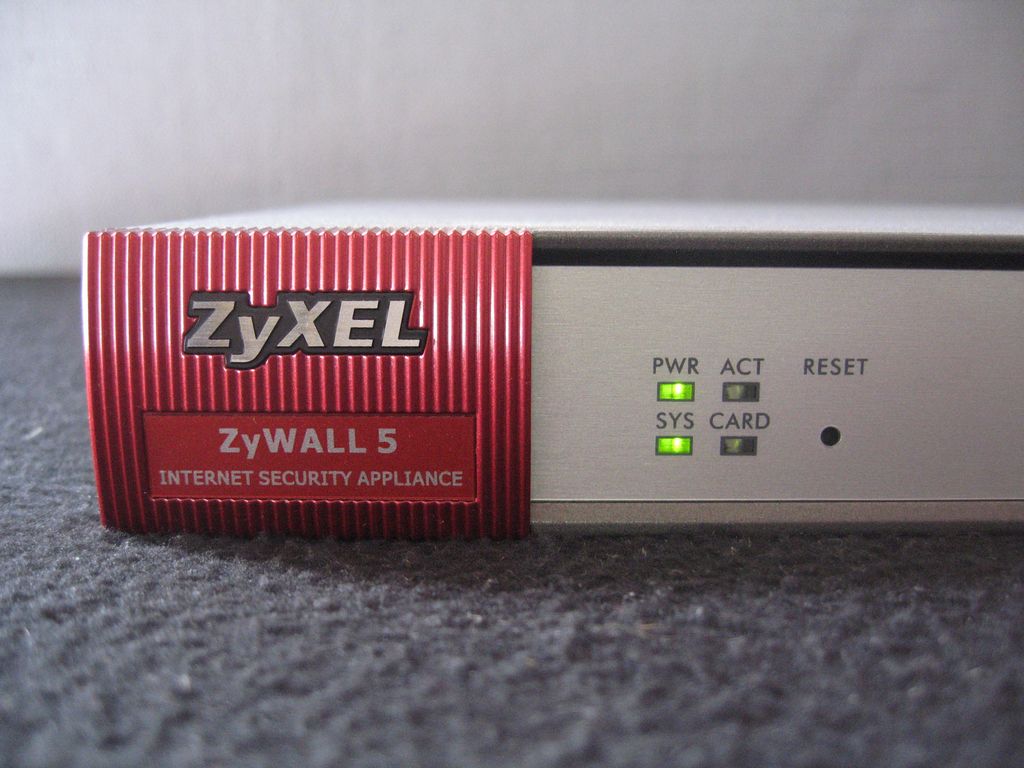 ZyXEL
ZyWALL 5
INTERNET SECURITY APPLIANCE
PWR ACT RESET
SYS CARD